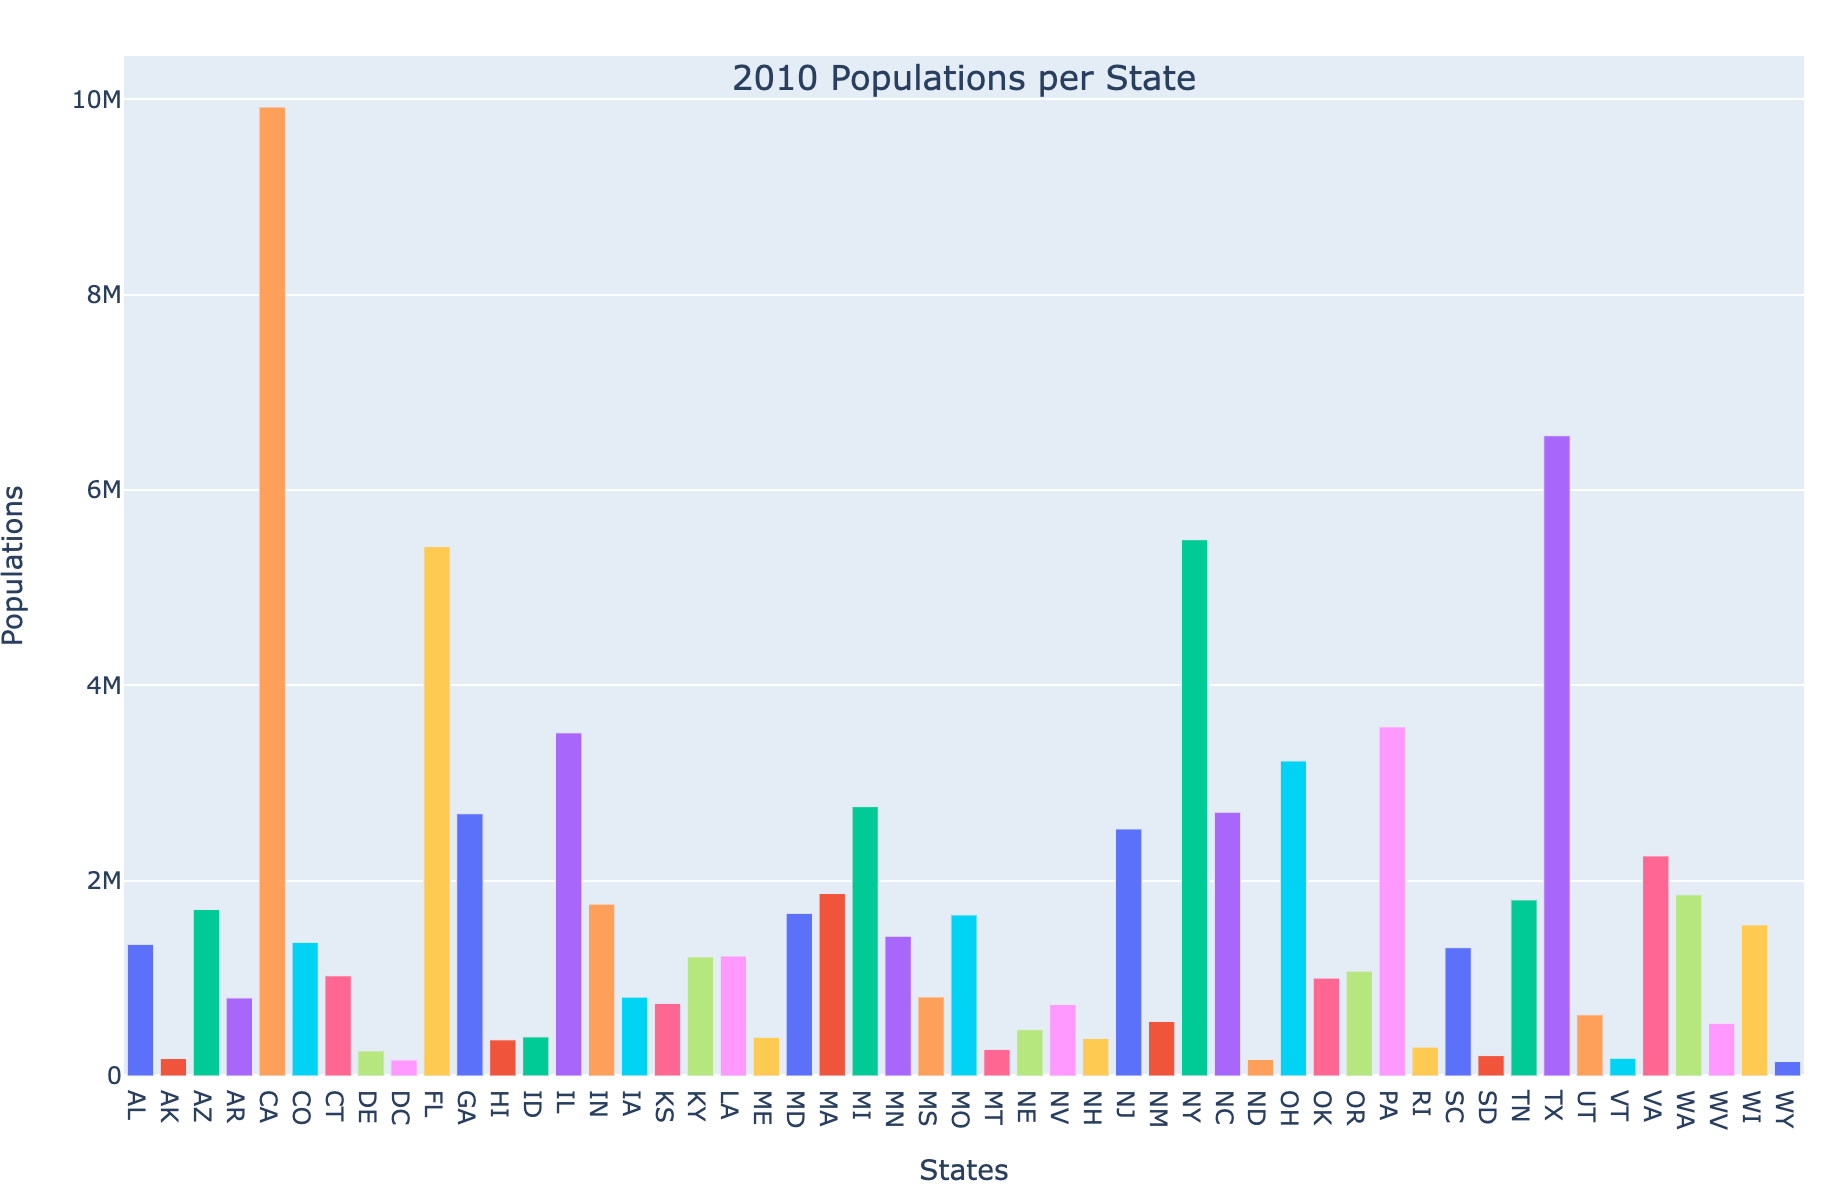 2010 Populations per State
10M
8M
6M
4M
2M
0
Populations
AL AK AZ AR CA CO CT DE DC FL GA HI ID IL IN IA KS KY LA ME MD MA MI MN MS MO MT NE NV NH NJ NM NY NC ND OH OK OR PA RI SC SD TN TX UT VT VA WA WV WI WY
States